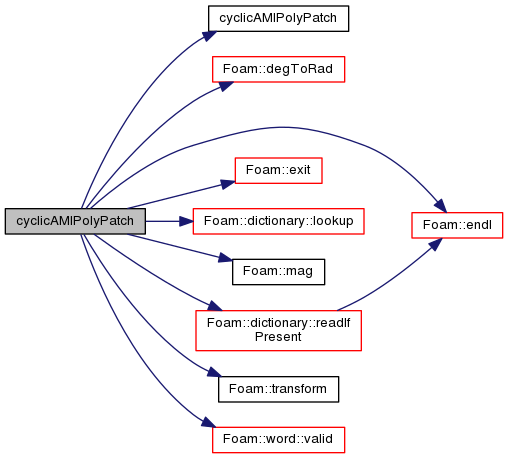 cyclicAMIPolyPatch
Foam::degToRad
Foam::exit
cyclicAMIPolyPatch
Foam::dictionary::lookup
Foam::endl
Foam::mag
Foam::dictionary::readIf
Present
Foam::transform
Foam::word::valid